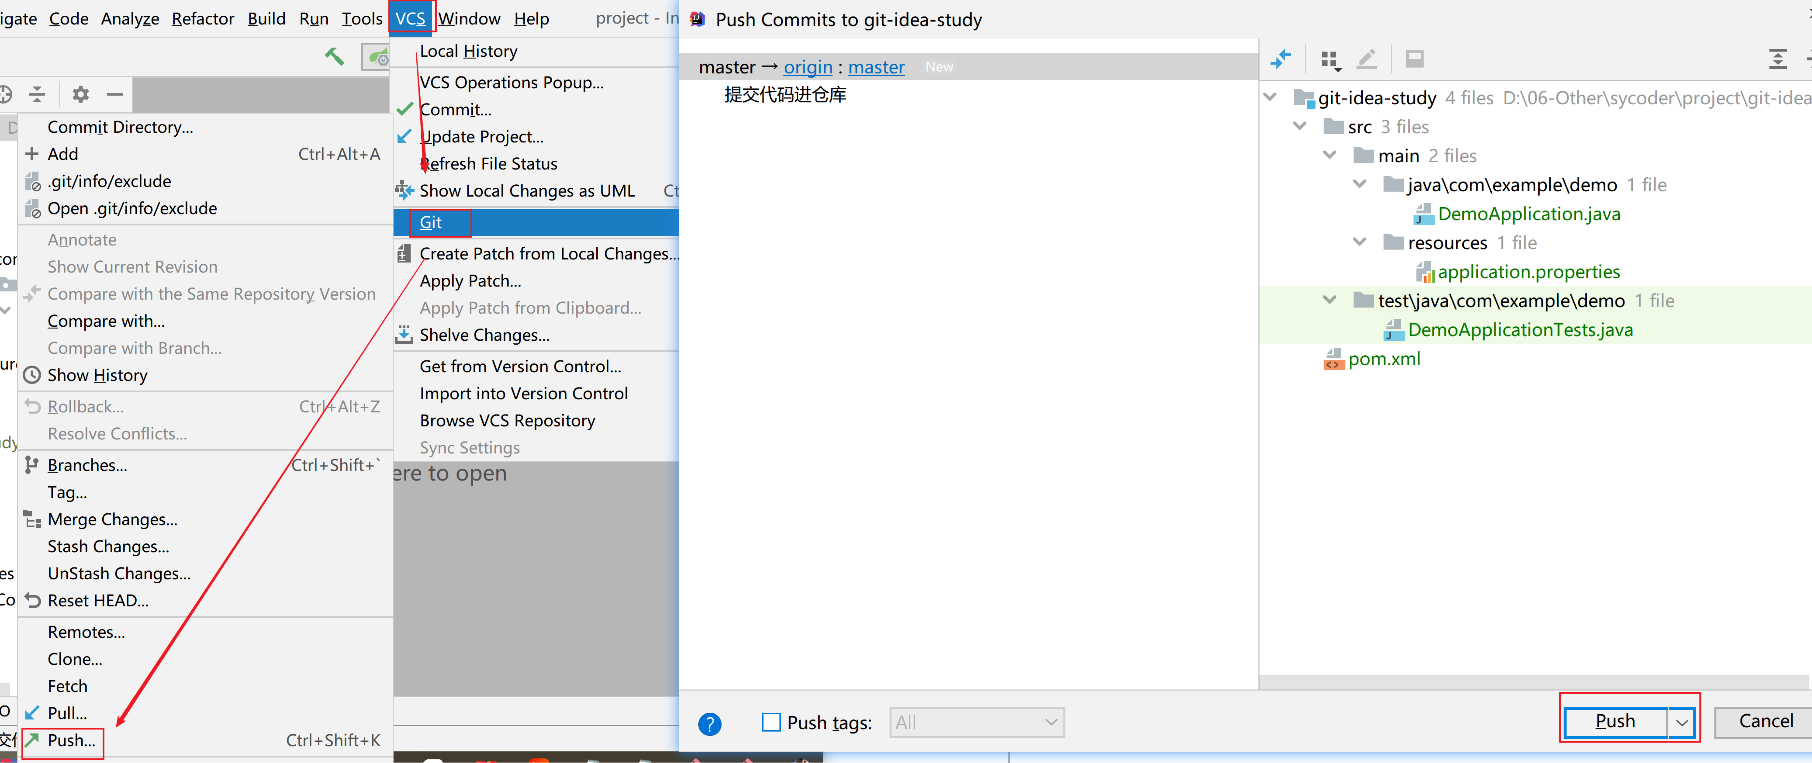 igate Code Analyze Refactor Build Run Tools VCS Window Help project - In
Local History
VCS Operations Popup...
Commit...
Update Project...
Refresh File Status
Show Local Changes as UML
Git
Create Patch from Local Changes...
Apply Patch...
Apply Patch from Clipboard...
Shelve Changes...
Get from Version Control...
Import into Version Control
Browse VCS Repository
Sync Settings
ere to open
Commit Directory...
Add Ctrl+Alt+A
.git/info/exclude
Open .git/info/exclude
Annotate
Show Current Revision
Compare with the Same Repository Version
Compare with...
Compare with Branch...
Show History
Rollback... Ctrl+Alt+Z
Resolve Conflicts...
Branches... Ctrl+Shift+`
Tag...
Merge Changes...
Stash Changes...
UnStash Changes...
Reset HEAD...
Remotes...
Clone...
Fetch
Pull...
Push... Ctrl+Shift+K
Push Commits to git-idea-study
master → origin : master New
提交代码进仓库
git-idea-study 4 files D:\06-Other\sycoder\project\git-idea
src 3 files
main 2 files
java\com\example\demo 1 file
DemoApplication.java
resources 1 file
application.properties
test\java\com\example\demo 1 file
DemoApplicationTests.java
pom.xml
Push tags: All
Push
Cancel